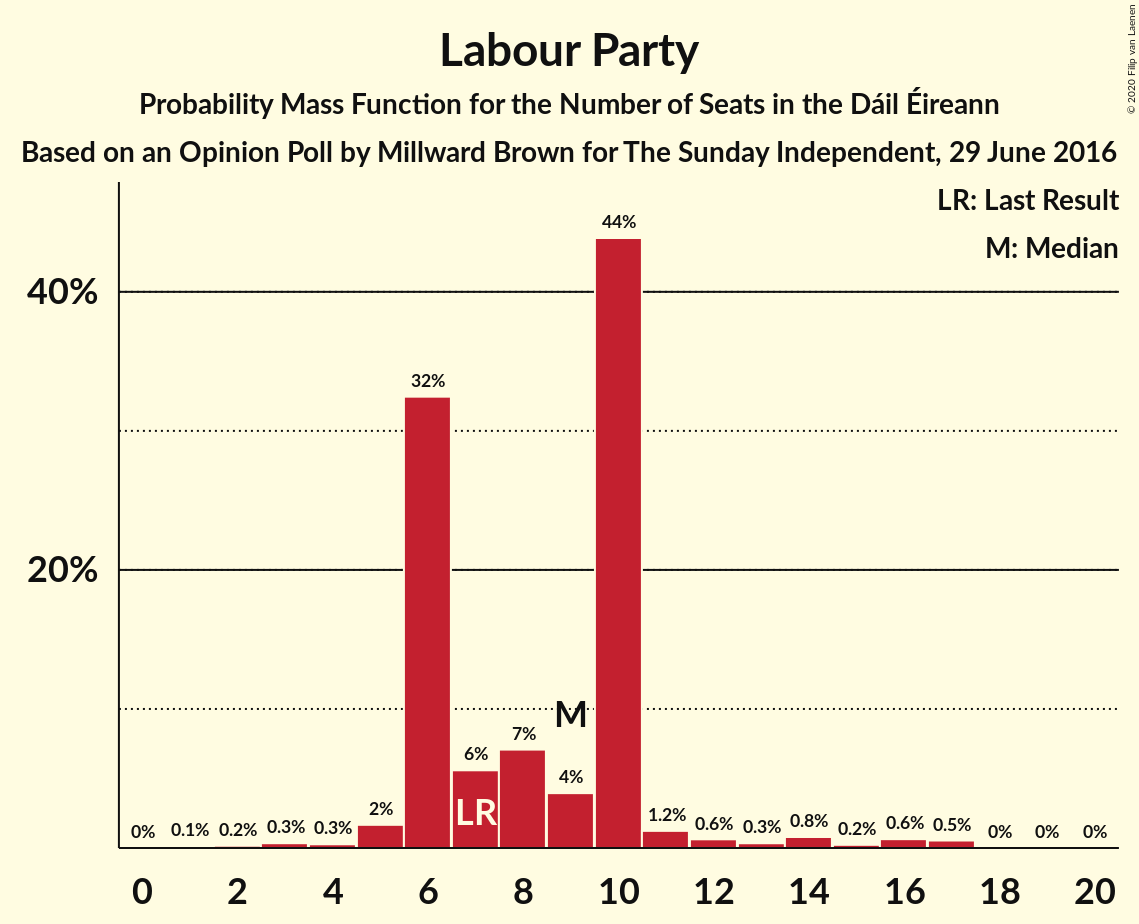 Labour Party
Probability Mass Function for the Number of Seats in the Dáil Éireann
Based on an Opinion Poll by Millward Brown for The Sunday Independent, 29 June 2016
© 2020 Filip van Laenen
LR: Last Result
M: Median
40%
20%
0%
0.1%
0.2%
0.3%
0.3%
2%
32%
6%
7%
4%
44%
1.2%
0.6%
0.3%
0.8%
0.2%
0.6%
0.5%
0%
0%
0%
LR
M
0 2 4 6 8 10 12 14 16 18 20